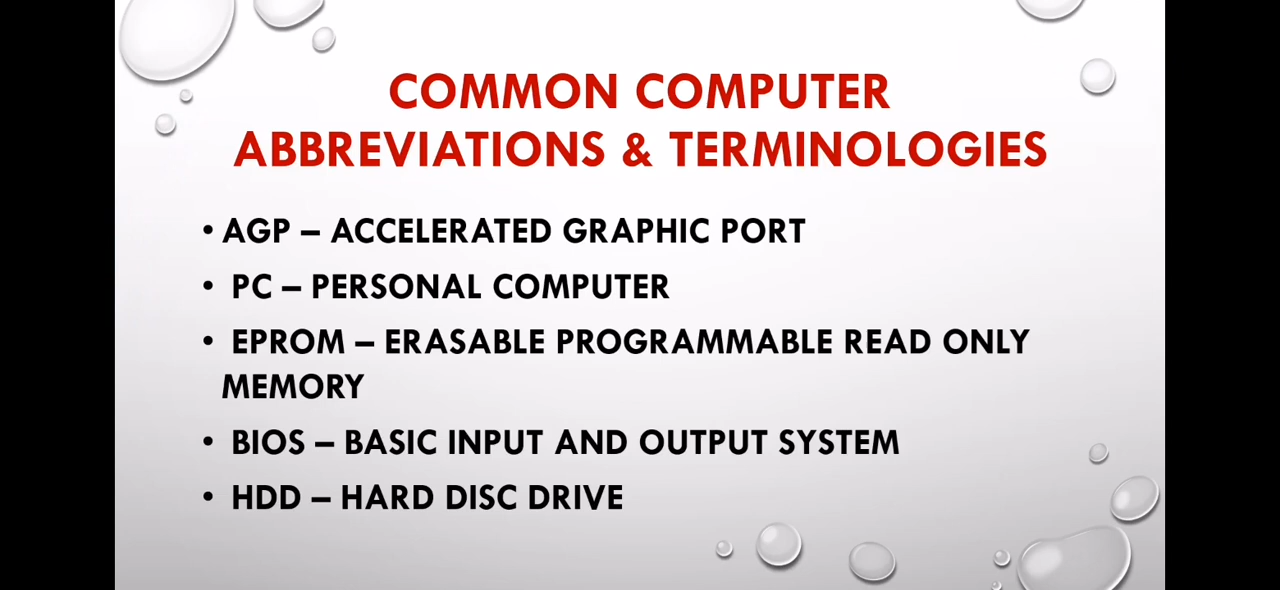 COMMON COMPUTER
ABBREVIATIONS & TERMINOLOGIES
• AGP – ACCELERATED GRAPHIC PORT
• PC – PERSONAL COMPUTER
• EPROM – ERASABLE PROGRAMMABLE READ ONLY
MEMORY
• BIOS – BASIC INPUT AND OUTPUT SYSTEM
• HDD – HARD DISC DRIVE